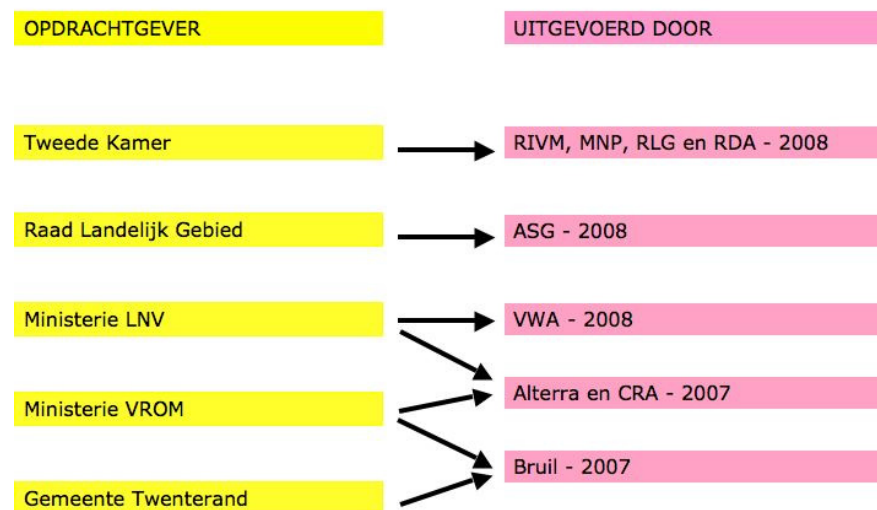 OPDRACHTGEVER
UITGEVOERD DOOR
Tweede Kamer
RIVM, MNP, RLG en RDA - 2008
Raad Landelijk Gebied
ASG - 2008
Ministerie LNV
VWA - 2008
Alterra en CRA - 2007
Ministerie VROM
Bruil - 2007
Gemeente Twenterand